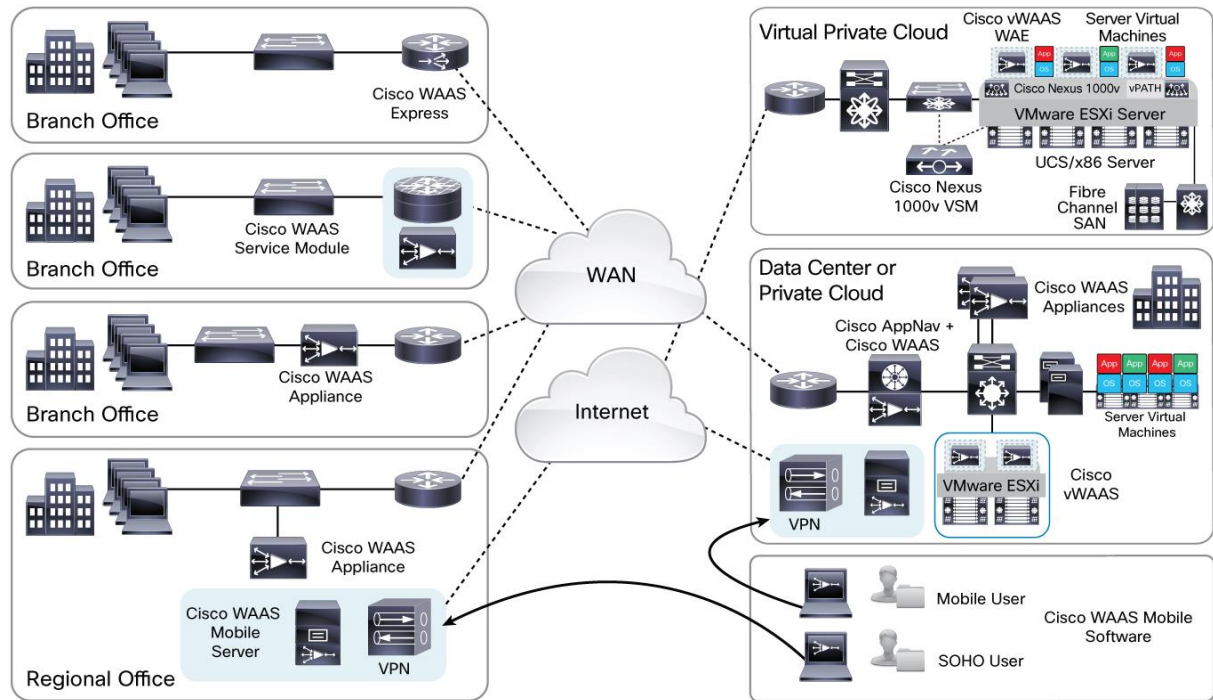 Cisco WAAS
Express
Branch Office
Cisco WAAS
Service Module
Branch Office
Cisco WAAS
Appliance
Branch Office
Cisco WAAS
Appliance
Cisco WAAS
Mobile
Server
VPN
Regional Office
WAN
Internet
Virtual Private Cloud
Cisco vWAAS
WAE
Server Virtual
Machines
App
OS
App
OS
App
OS
Cisco Nexus 1000v
vPATH
VMware ESXi Server
UCS/x86 Server
Cisco Nexus
1000v VSM
Fibre
Channel
SAN
Data Center or
Private Cloud
Cisco WAAS
Appliances
Cisco AppNav +
Cisco WAAS
App App App App
OS OS OS OS
Server Virtual
Machines
VMware ESXi
Cisco
vWAAS
VPN
Mobile User
SOHO User
Cisco WAAS Mobile
Software